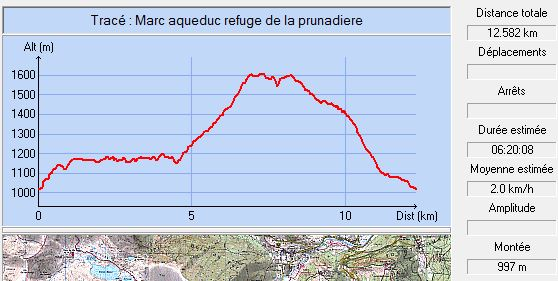 Tracé : Marc aqueduc refuge de la prunadiere
Alt (m)
1600
1500
1400
1300
1200
1100
1000
0
5
10
Dist (km)
Distance totale
12.582 km
Déplacements
Arrêts
Durée estimée
06:20:08
Moyenne estimée
2.0 km/h
Amplitude
Montée
997 m